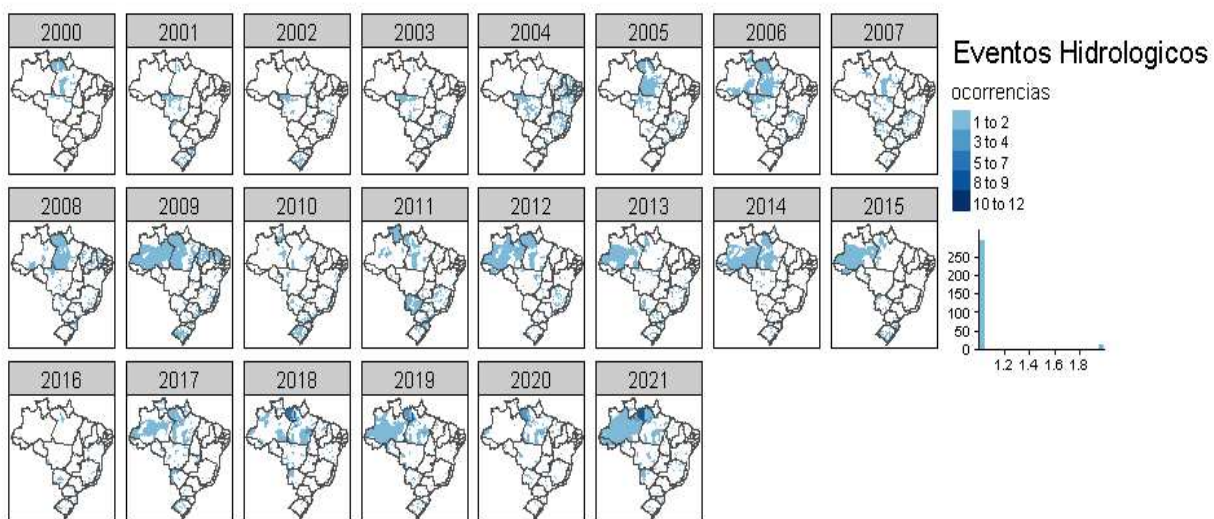 2000 2001 2002 2003 2004 2005 2006 2007
2008 2009 2010 2011 2012 2013 2014 2015
2016 2017 2018 2019 2020 2021
Eventos Hidrologicos
ocorrencias
1 to 2
3 to 4
5 to 7
8 to 9
10 to 12
250
200
150
100
50
0
1.2 1.4 1.6 1.8